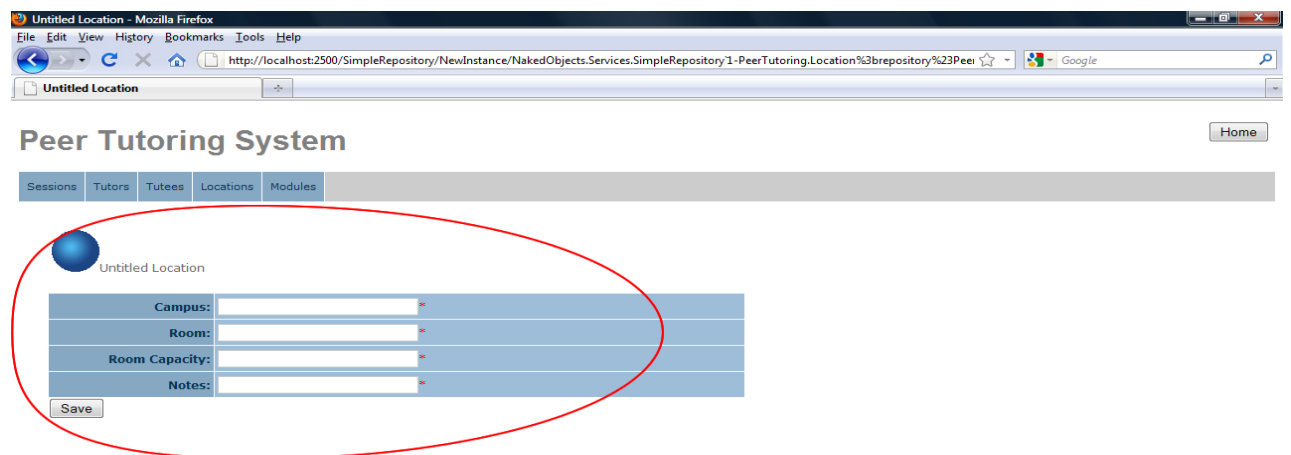 Untitled Location - Mozilla Firefox
File Edit View History Bookmarks Tools Help
http://localhost:2500/SimpleRepository/NewInstance/NakedObjects.Services.SimpleRepository`1-PeerTutoring.Location%3brepository%23Peer Google
Untitled Location
Peer Tutoring System Home
Sessions Tutors Tutees Locations Modules
Untitled Location
Campus: *
Room: *
Room Capacity: *
Notes: *
Save